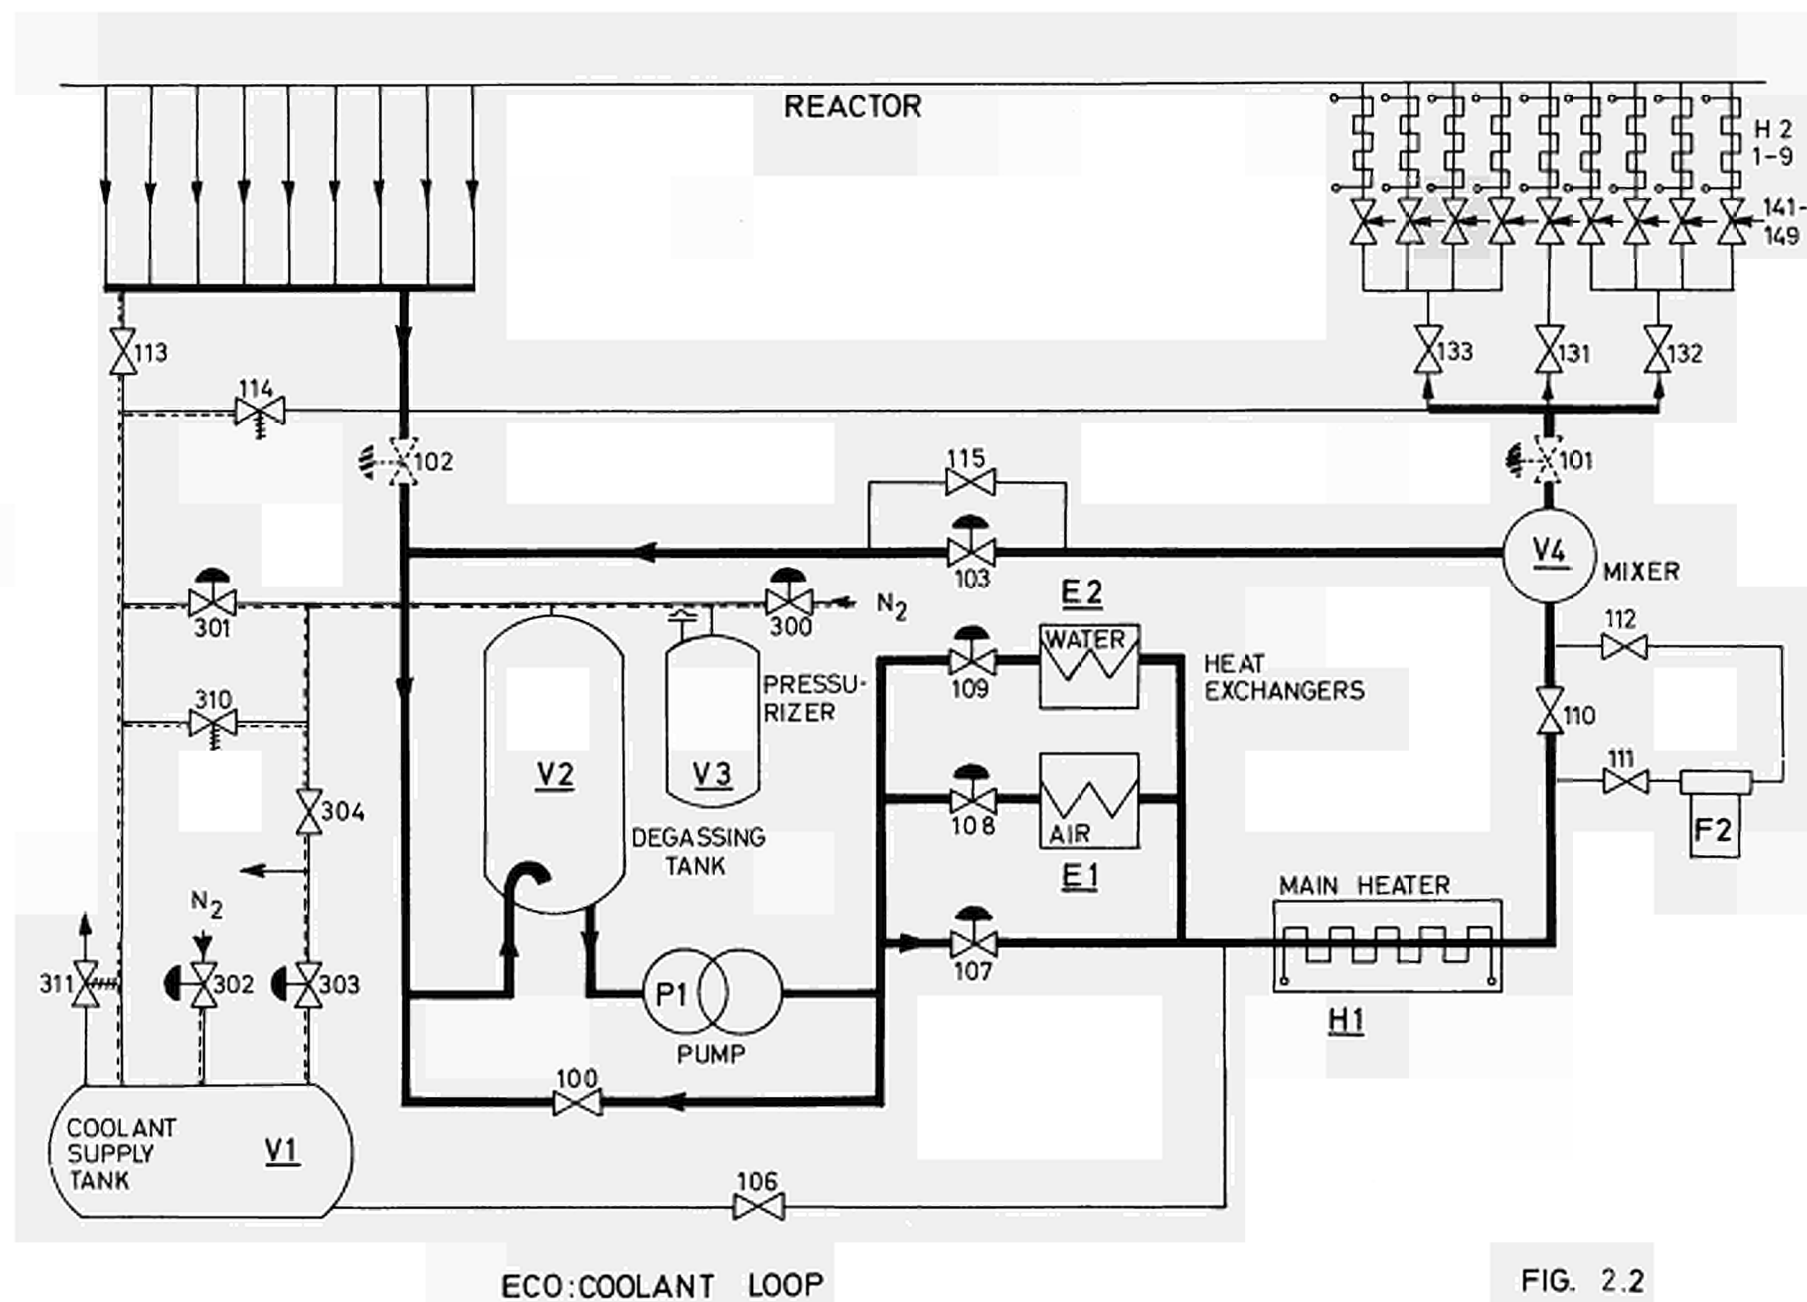 REACTOR
H2
1-9
141-
149
113
133
131
132
114
102
115
101
103
V4
MIXER
E2
N2
301
300
112
WATER
109
HEAT
EXCHANGERS
PRESSU-
RIZER
310
110
V2
V3
111
304
108
AIR
DEGASSING
TANK
F2
E1
MAIN HEATER
N2
107
311
302
303
P1
H1
PUMP
100
COOLANT
SUPPLY
TANK
V1
106
ECO:COOLANT LOOP
FIG. 2.2